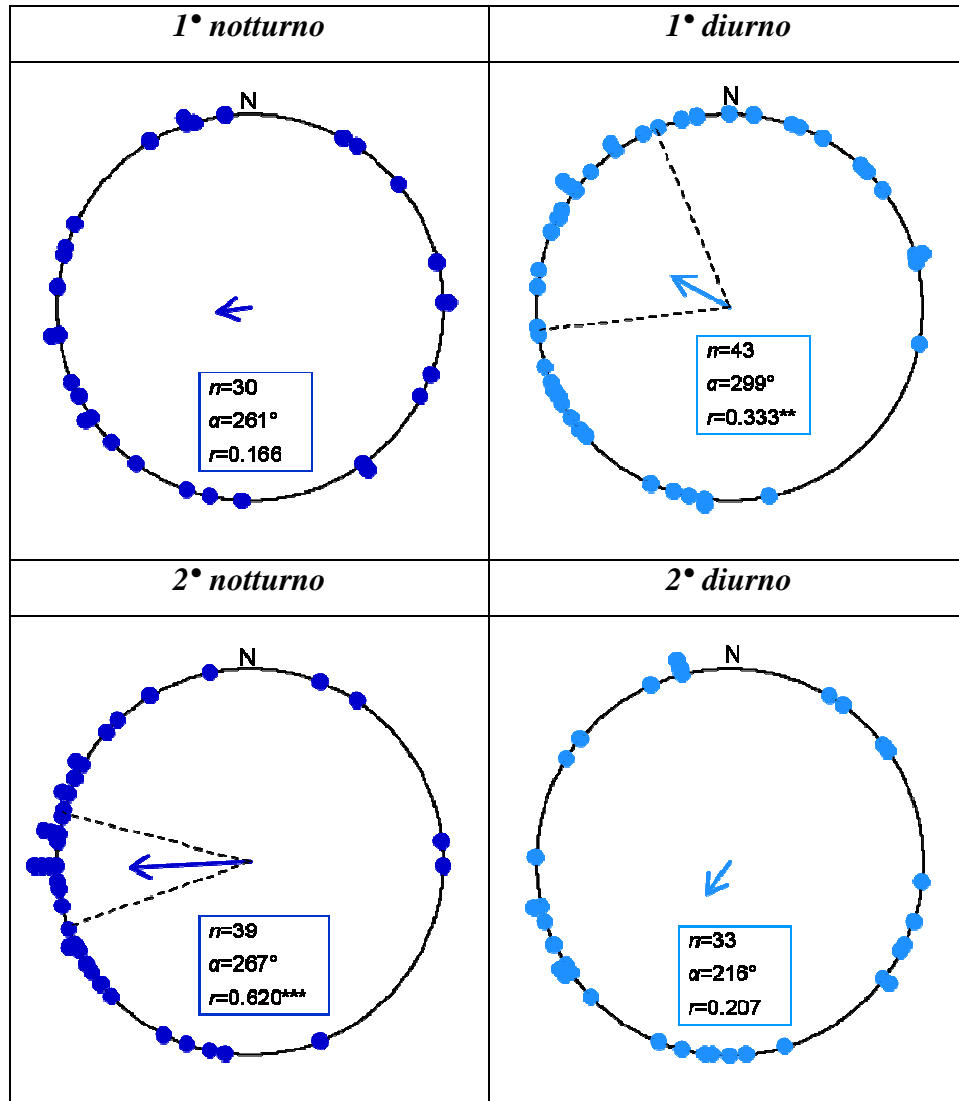 1• notturno
1• diurno
N
n=30
α=261°
r=0.166
N
n=43
α=299°
r=0.333**
2• notturno
2• diurno
N
n=39
α=267°
r=0.620***
N
n=33
α=216°
r=0.207